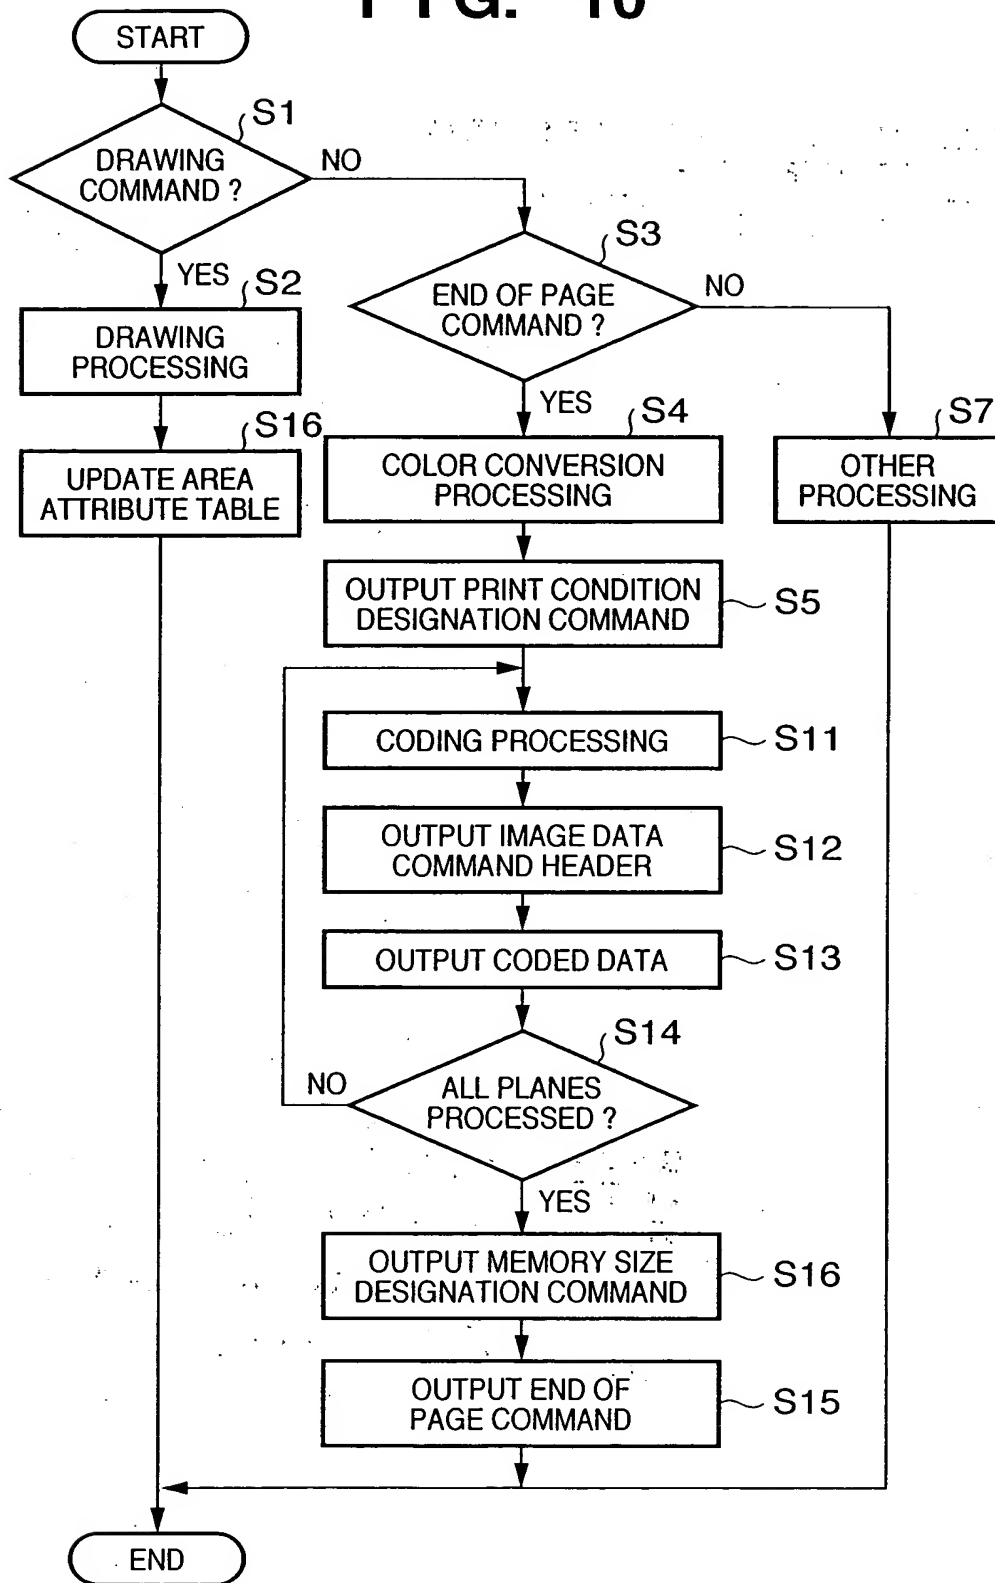 FIG. 10
START
S1
DRAWING
COMMAND ?
NO
YES
S2
DRAWING
PROCESSING
S16
UPDATE AREA
ATTRIBUTE TABLE
S3
END OF PAGE
COMMAND ?
NO
YES
S4
COLOR CONVERSION
PROCESSING
S7
OTHER
PROCESSING
OUTPUT PRINT CONDITION
DESIGNATION COMMAND
S5
CODING PROCESSING
S11
OUTPUT IMAGE DATA
COMMAND HEADER
S12
OUTPUT CODED DATA
S13
S14
ALL PLANES
PROCESSED ?
NO
YES
OUTPUT MEMORY SIZE
DESIGNATION COMMAND
S16
OUTPUT END OF
PAGE COMMAND
S15
END